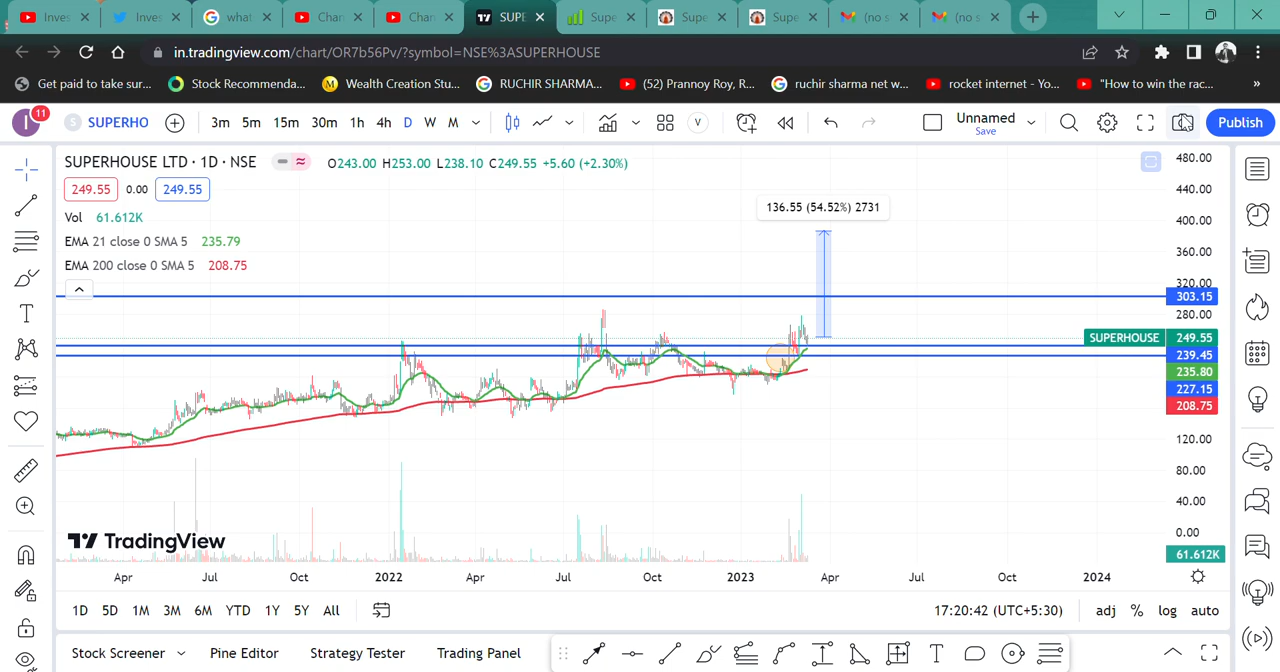 Inves
Inves
what
Chan
Chan
SUPE
Supe
Supe
Supe
(no s
(no s
in.tradingview.com/chart/OR7b56Pv/?symbol=NSE%3ASUPERHOUSE
Get paid to take sur...
Stock Recommenda...
Wealth Creation Stu...
RUCHIR SHARMA...
(52) Prannoy Roy, R...
ruchir sharma net w...
rocket internet - Yo...
"How to win the rac...
»
I 11
S SUPERHO
3m 5m 15m 30m 1h 4h D W M
V
Unnamed
Save
Publish
SUPERHOUSE LTD · 1D · NSE
O243.00 H253.00 L238.10 C249.55 +5.60 (+2.30%)
249.55 0.00 249.55
Vol 61.612K
EMA 21 close 0 SMA 5 235.79
EMA 200 close 0 SMA 5 208.75
136.55 (54.52%) 2731
480.00
440.00
400.00
360.00
320.00
303.15
280.00
SUPERHOUSE 249.55
239.45
235.80
227.15
208.75
120.00
80.00
40.00
0.00
61.612K
TradingView
Apr Jul Oct 2022 Apr Jul Oct 2023 Apr Jul Oct 2024
1D 5D 1M 3M 6M YTD 1Y 5Y All
17:20:42 (UTC+5:30)
adj % log auto
Stock Screener
Pine Editor
Strategy Tester
Trading Panel